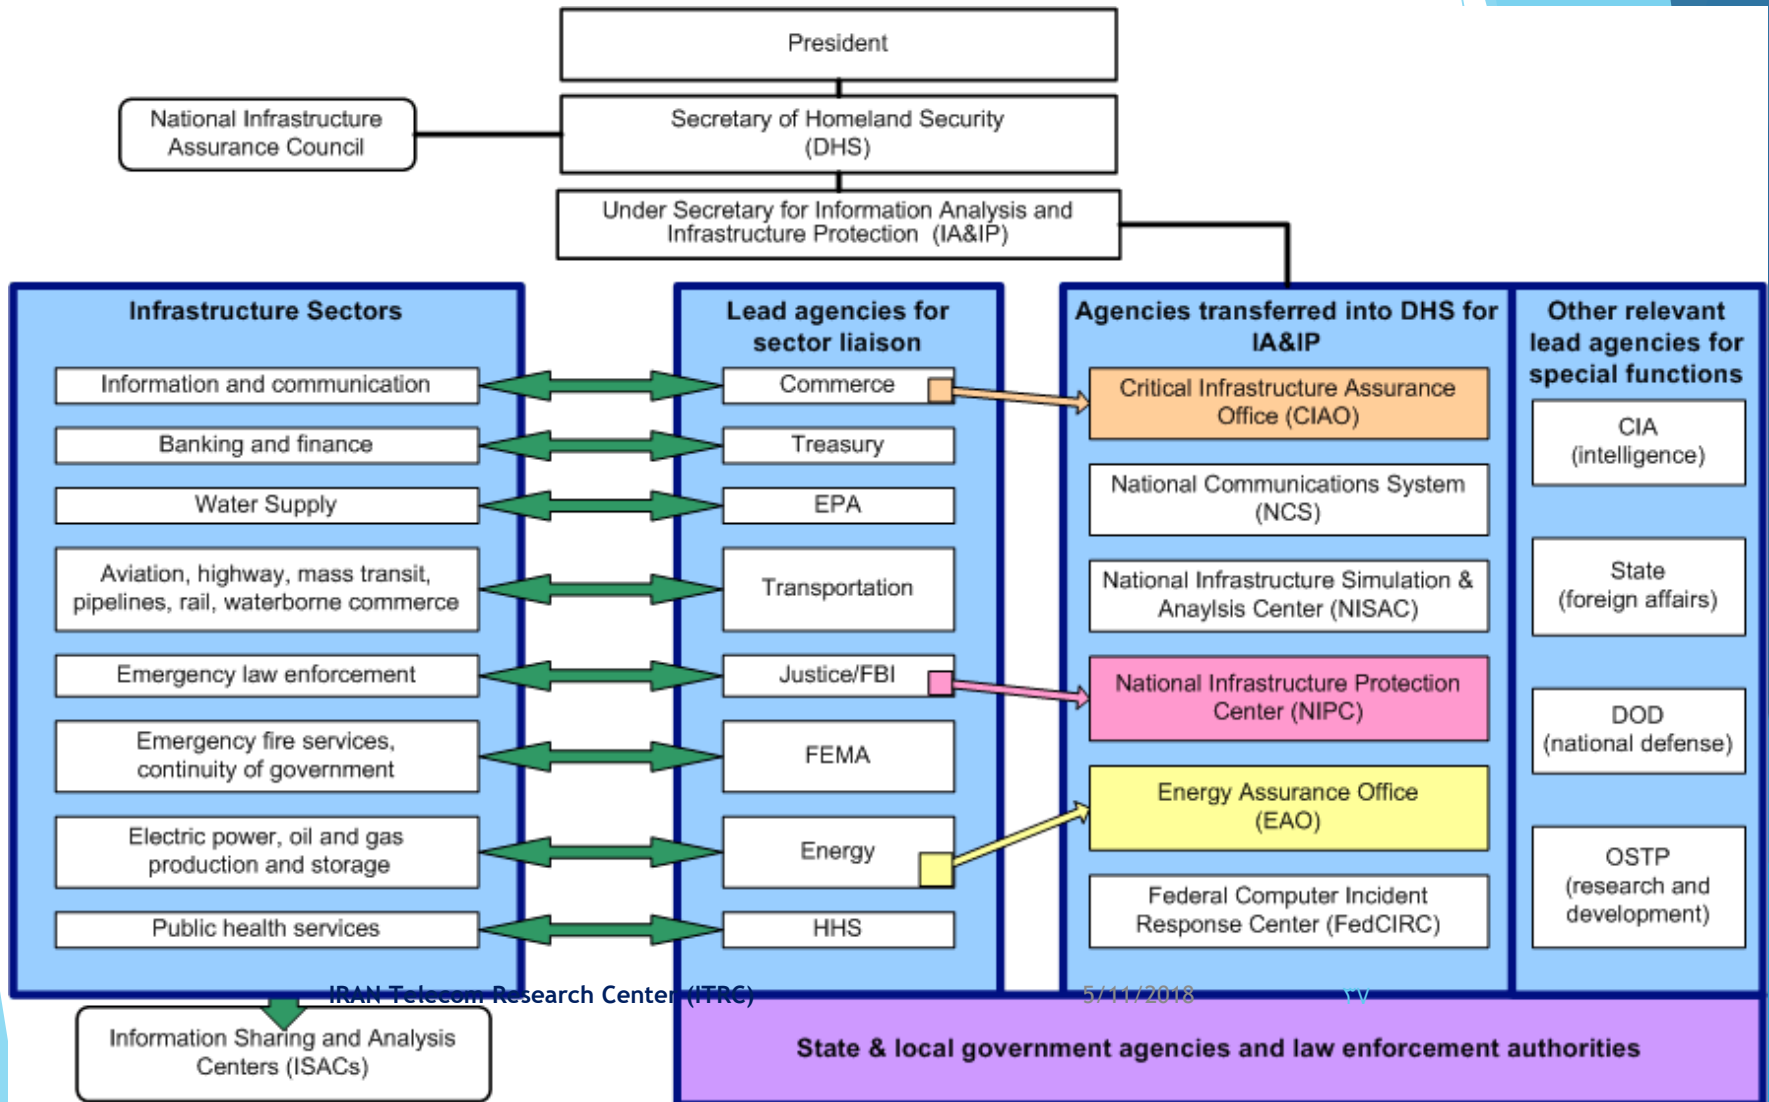 President
National Infrastructure
Assurance Council
Secretary of Homeland Security
(DHS)
Under Secretary for Information Analysis and
Infrastructure Protection (IA&IP)
Infrastructure Sectors
Information and communication
Banking and finance
Water Supply
Aviation, highway, mass transit,
pipelines, rail, waterborne commerce
Emergency law enforcement
Emergency fire services,
continuity of government
Electric power, oil and gas
production and storage
Public health services
Lead agencies for
sector liaison
Commerce
Treasury
EPA
Transportation
Justice/FBI
FEMA
Energy
HHS
Agencies transferred into DHS for
IA&IP
Critical Infrastructure Assurance
Office (CIAO)
National Communications System
(NCS)
National Infrastructure Simulation &
Anaylsis Center (NISAC)
National Infrastructure Protection
Center (NIPC)
Energy Assurance Office
(EAO)
Federal Computer Incident
Response Center (FedCIRC)
Other relevant
lead agencies for
special functions
CIA
(intelligence)
State
(foreign affairs)
DOD
(national defense)
OSTP
(research and
development)
IRAN Telecom Research Center (ITRC)
5/11/2018
۳۷
Information Sharing and Analysis
Centers (ISACs)
State & local government agencies and law enforcement authorities